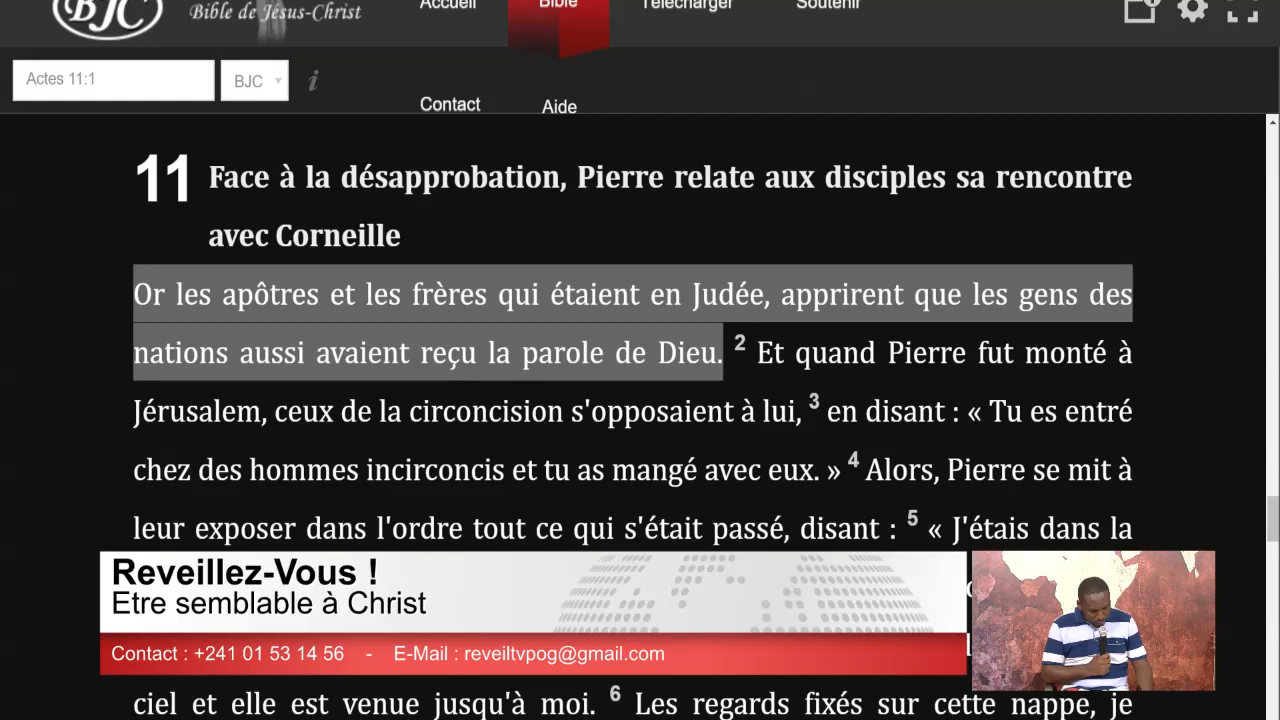 BJC
Bible de Jésus-Christ
Accueil
Bible
Télécharger
Soutenir
Actes 11:1
BJC
i
Contact
Aide
11 Face à la désapprobation, Pierre relate aux disciples sa rencontre
avec Corneille
Or les apôtres et les frères qui étaient en Judée, apprirent que les gens des
nations aussi avaient reçu la parole de Dieu. 2 Et quand Pierre fut monté à
Jérusalem, ceux de la circoncision s'opposaient à lui, 3 en disant : « Tu es entré
chez des hommes incirconcis et tu as mangé avec eux. » 4 Alors, Pierre se mit à
leur exposer dans l'ordre tout ce qui s'était passé, disant : 5 « J'étais dans la
Reveillez-Vous !
Etre semblable à Christ
Contact : +241 01 53 14 56 - E-Mail : reveiltvpog@gmail.com
ciel et elle est venue jusqu'à moi. 6 Les regards fixés sur cette nappe, je